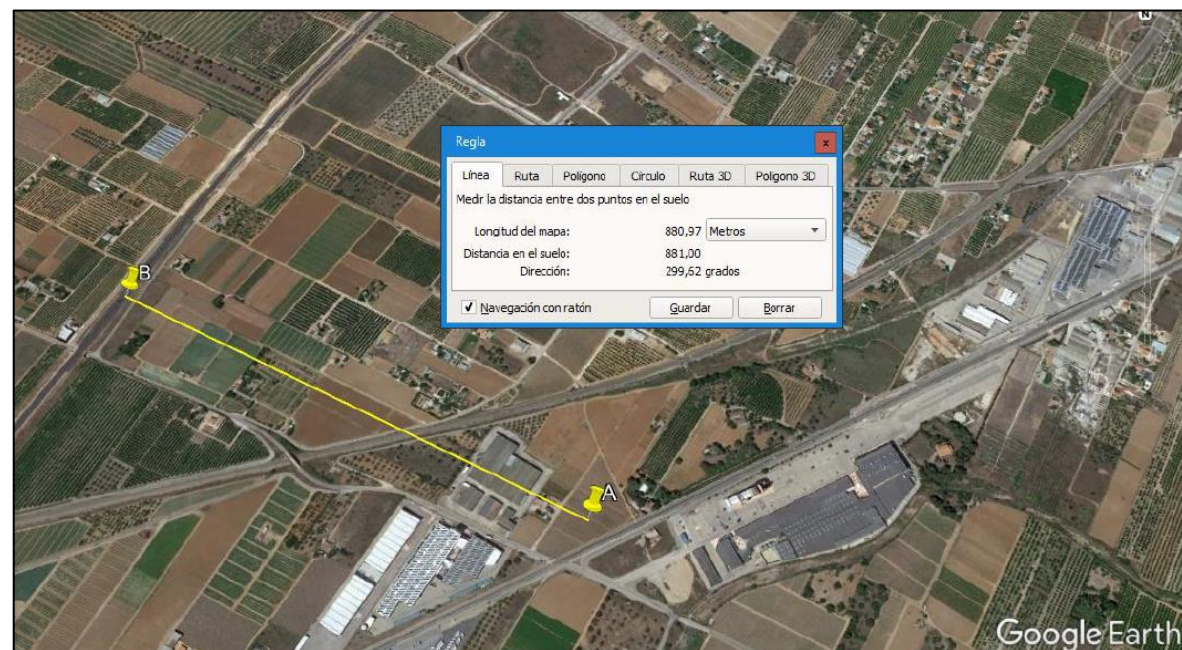 N
Regla
x
Línea Ruta Polígono Círculo Ruta 3D Polígono 3D
Medir la distancia entre dos puntos en el suelo
Longitud del mapa: 880,97 Metros
Distancia en el suelo: 881,00
Dirección: 299,62 grados
Navegación con ratón Guardar Borrar
B
A
Google Earth